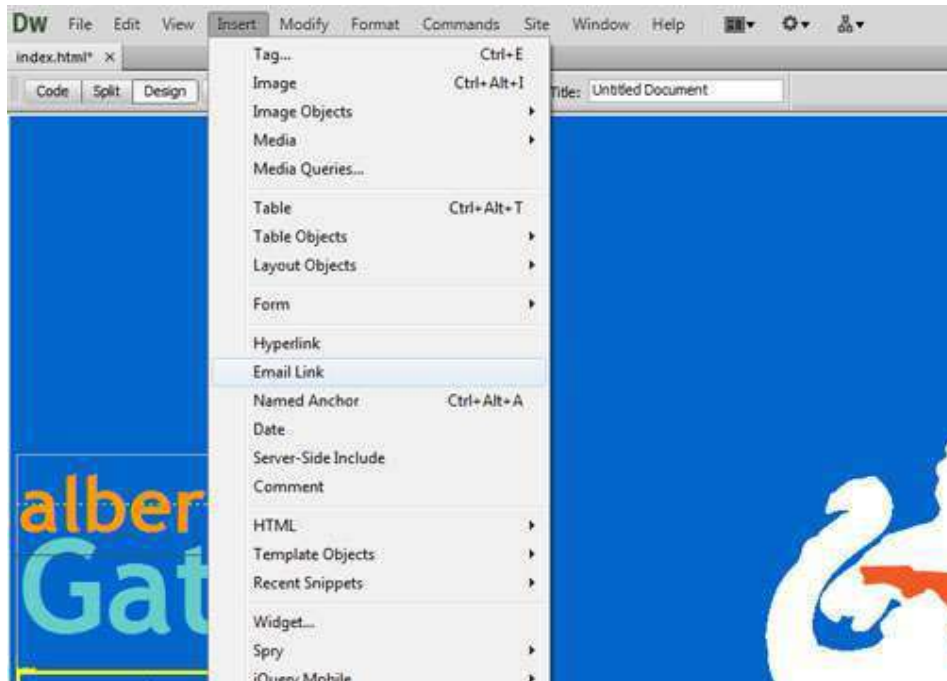 DW File Edit View Insert Modify Format Commands Site Window Help
index.html* ×
Code Split Design Title: Untitled Document
Tag... Ctrl+E
Image Ctrl+Alt+I
Image Objects
Media
Media Queries...
Table Ctrl+Alt+T
Table Objects
Layout Objects
Form
Hyperlink
Email Link
Named Anchor Ctrl+Alt+A
Date
Server-Side Include
Comment
HTML
Template Objects
Recent Snippets
Widget...
Spry
jQuery Mobile
alber
Gat